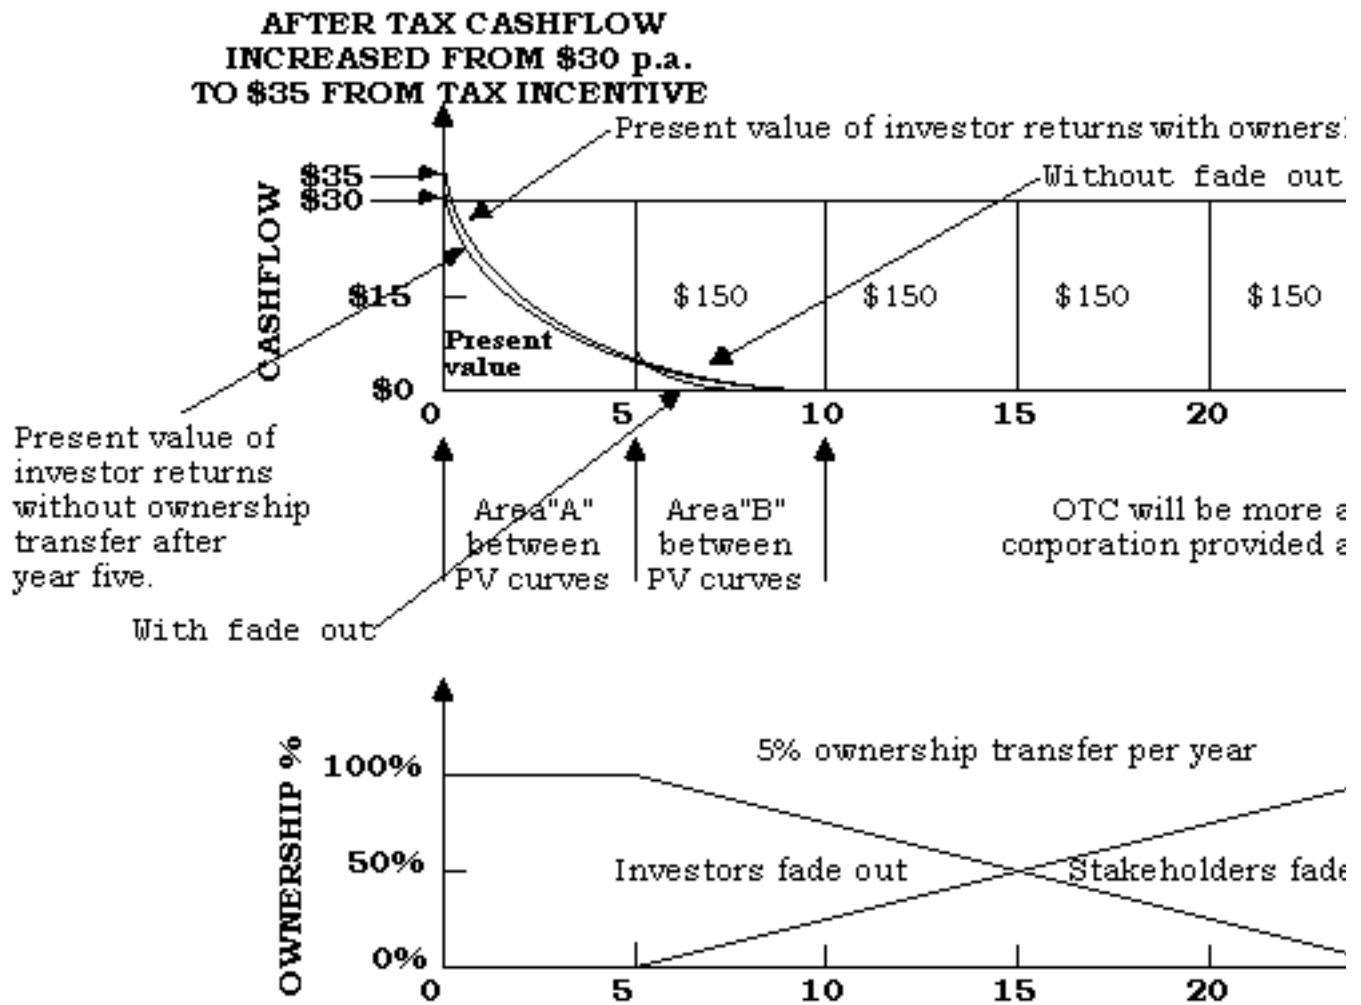 AFTER TAX CASHFLOW
INCREASED FROM $30 p.a.
TO $35 FROM TAX INCENTIVE
Present value of investor returns with owners
Without fade out
CASHFLOW
$35
$30
$15
$0
$150
$150
$150
$150
Present
value
0
5
10
15
20
Present value of
investor returns
without ownership
transfer after
year five.
Area"A"
between
PV curves
Area"B"
between
PV curves
OTC will be more a
corporation provided a
With fade out
OWNERSHIP %
100%
50%
0%
5% ownership transfer per year
Investors fade out
Stakeholders fade
0
5
10
15
20